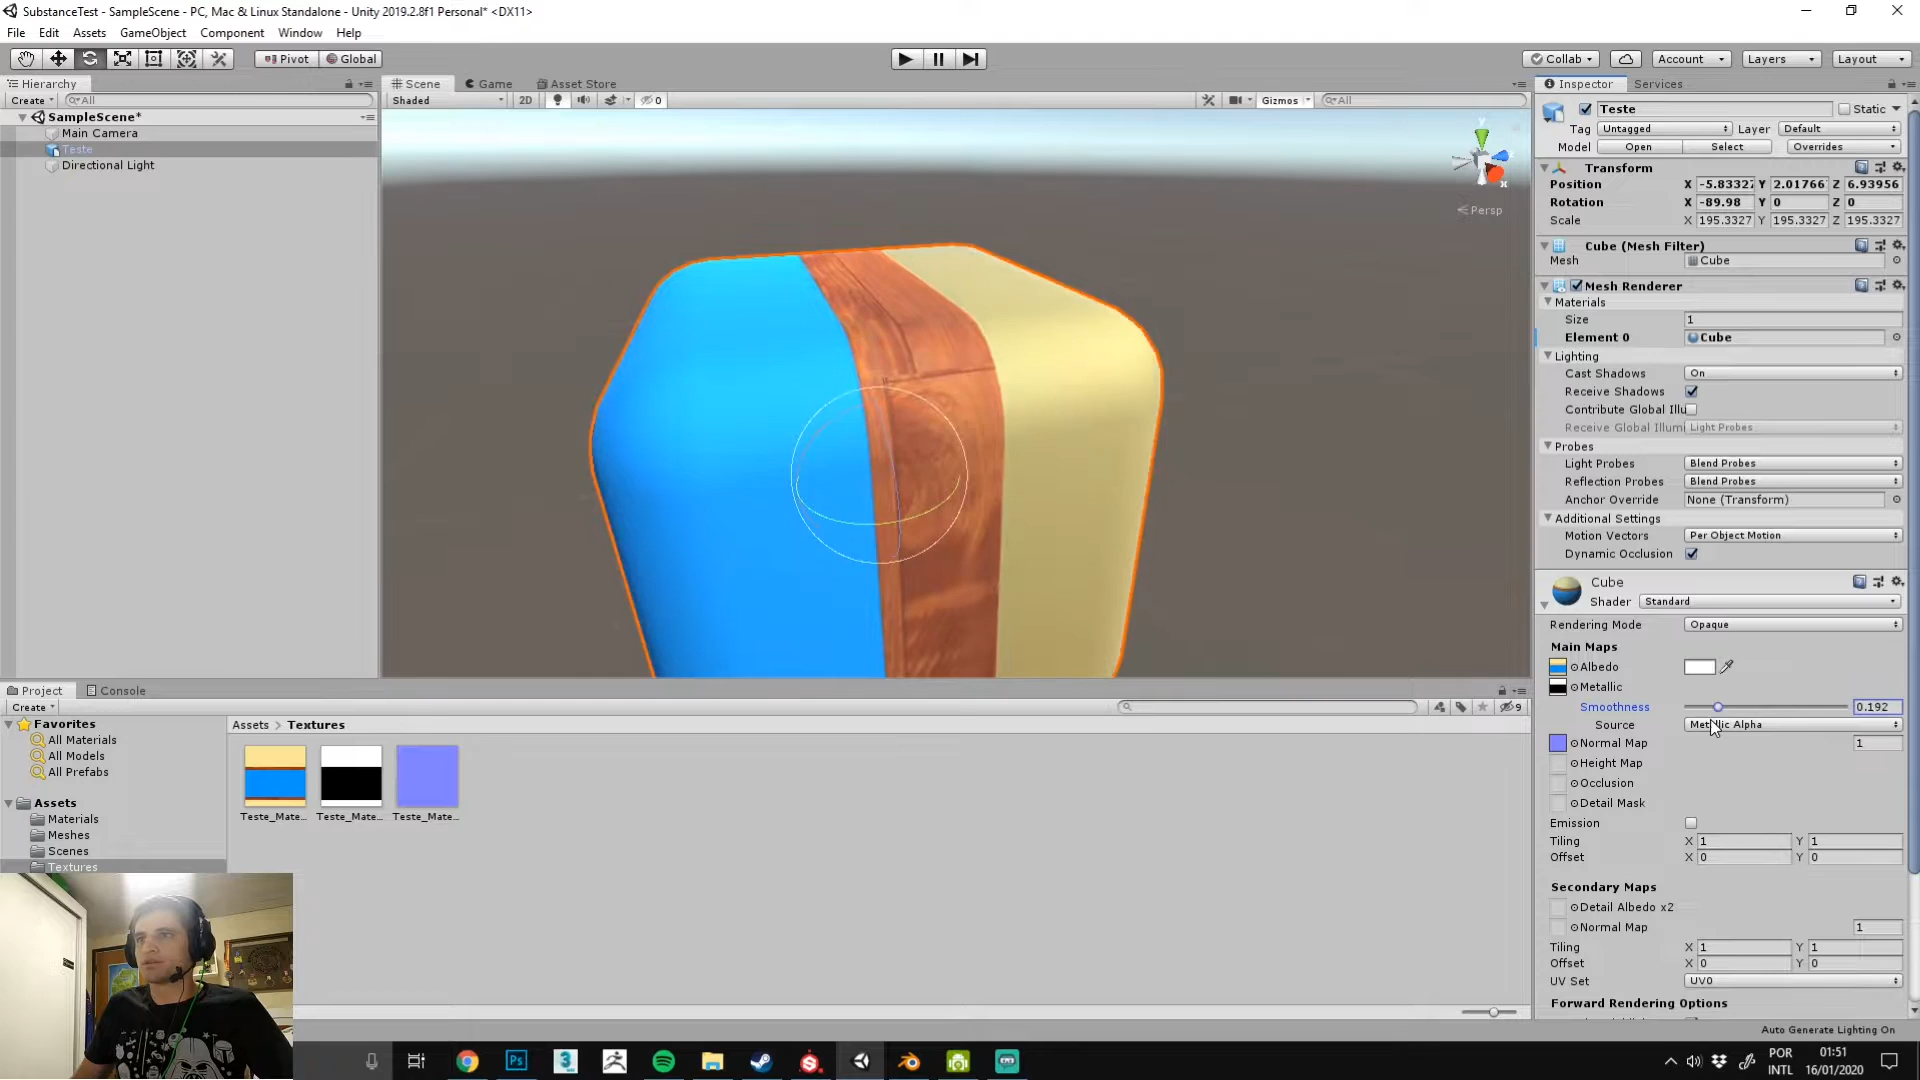 SubstanceTest - SampleScene - PC, Mac & Linux Standalone - Unity 2019.2.8f1 Personal* <DX11>
File Edit Assets GameObject Component Window Help
Pivot Global Collab Account Layers Layout
Hierarchy
Create All
SampleScene*
Main Camera
Teste
Directional Light
Scene Game Asset Store
Shaded 2D 0 Gizmos All
y
x
Persp
Inspector Services
Teste Static
Tag Untagged Layer Default
Model Open Select Overrides
Transform
Position X -5.8332 Y 2.01766 Z 6.93956
Rotation X -89.98 Y 0 Z 0
Scale X 195.3327 Y 195.3327 Z 195.3327
Cube (Mesh Filter)
Mesh Cube
Mesh Renderer
Materials
Size 1
Element 0 Cube
Lighting
Cast Shadows On
Receive Shadows
Contribute Global Illu
Receive Global Illumi Light Probes
Probes
Light Probes Blend Probes
Reflection Probes Blend Probes
Anchor Override None (Transform)
Additional Settings
Motion Vectors Per Object Motion
Dynamic Occlusion
Cube
Shader Standard
Rendering Mode Opaque
Main Maps
Albedo
Metallic
Smoothness 0.192
Source Metallic Alpha
Normal Map 1
Height Map
Occlusion
Detail Mask
Emission
Tiling X 1 Y 1
Offset X 0 Y 0
Secondary Maps
Detail Albedo x2
Normal Map 1
Tiling X 1 Y 1
Offset X 0 Y 0
UV Set UV0
Forward Rendering Options
Auto Generate Lighting On
Project Console
Create 9
Favorites
All Materials
All Models
All Prefabs
Assets
Materials
Meshes
Scenes
Textures
Assets Textures
Teste_Mate... Teste_Mate... Teste_Mate...
Ps 3
POR
INTL
01:51
16/01/2020